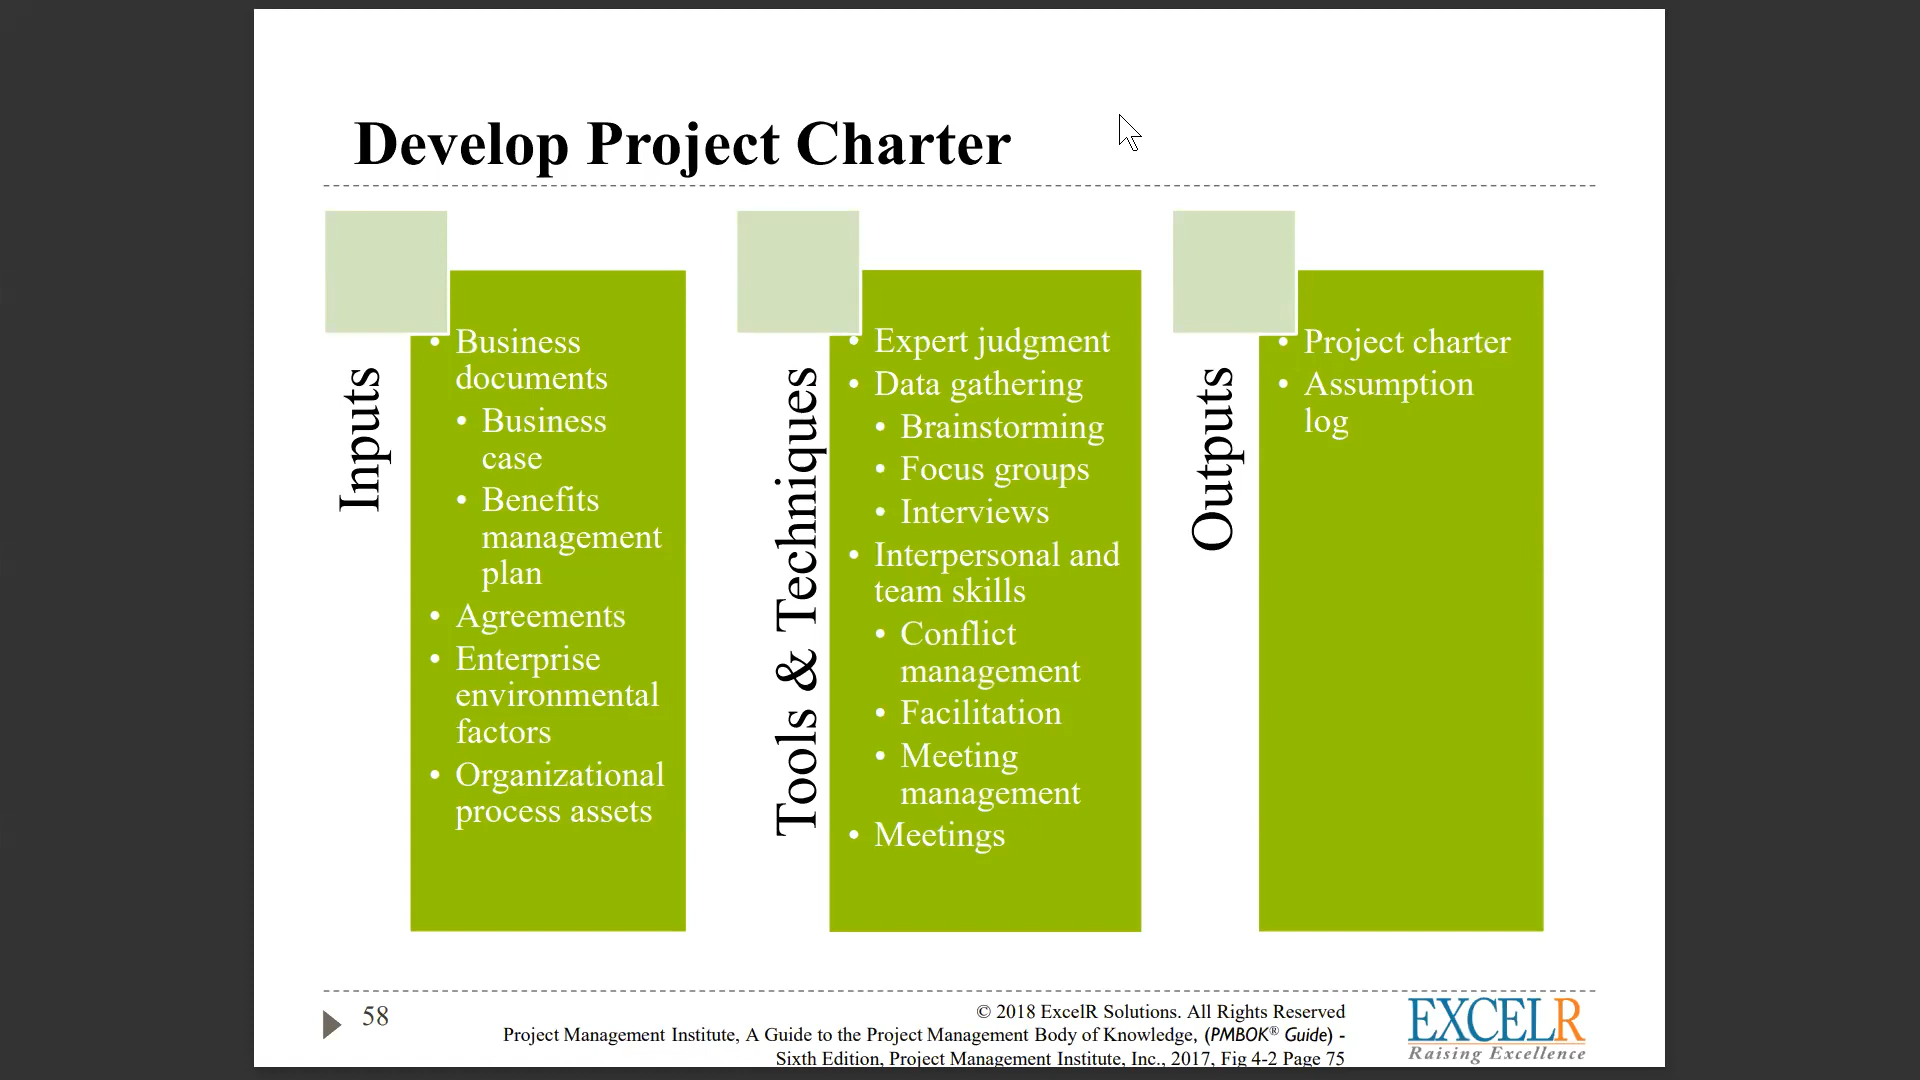 Develop Project Charter
Inputs
• Business
documents
• Business
case
• Benefits
management
plan
• Agreements
• Enterprise
environmental
factors
• Organizational
process assets
Tools & Techniques
• Expert judgment
• Data gathering
• Brainstorming
• Focus groups
• Interviews
• Interpersonal and
team skills
• Conflict
management
• Facilitation
• Meeting
management
• Meetings
Outputs
• Project charter
• Assumption
log
58
© 2018 ExcelR Solutions. All Rights Reserved
Project Management Institute, A Guide to the Project Management Body of Knowledge, (PMBOK® Guide) -
Sixth Edition, Project Management Institute, Inc., 2017, Fig 4-2 Page 75
EXCELR
Raising Excellence